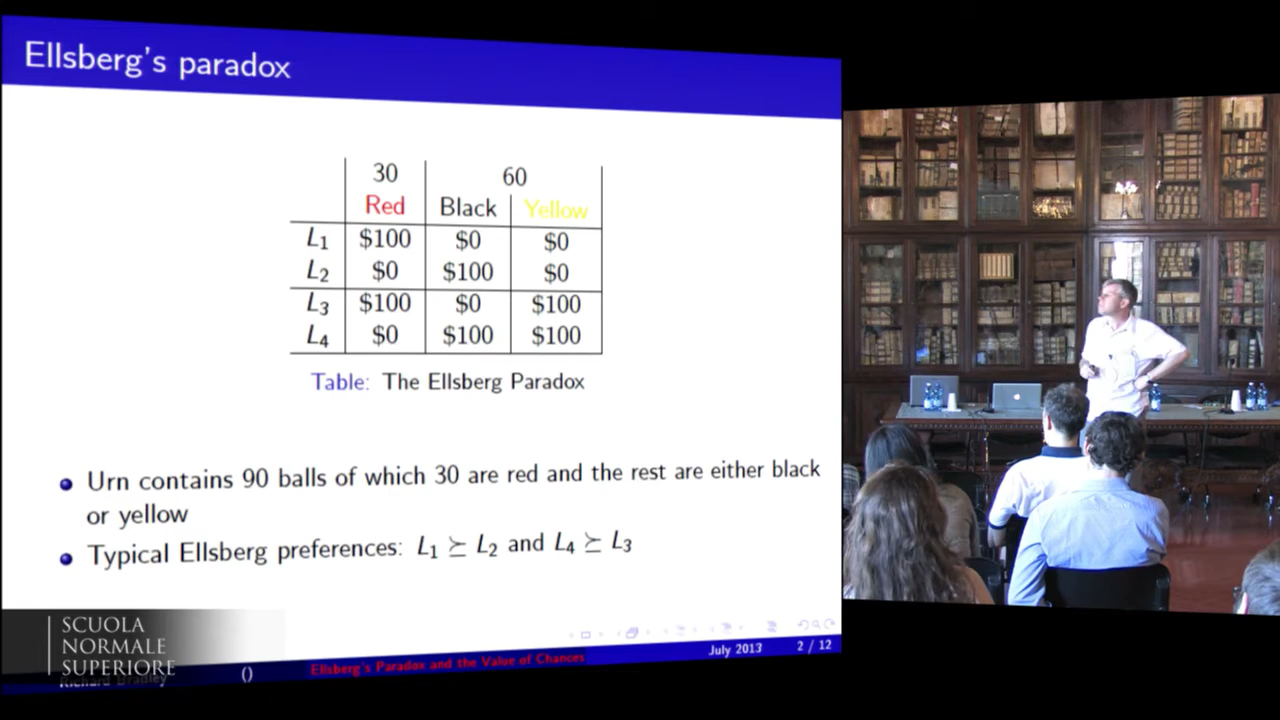 Ellsberg's paradox
30 60
Red Black Yellow
L1 $100 $0 $0
L2 $0 $100 $0
L3 $100 $0 $100
L4 $0 $100 $100
Table: The Ellsberg Paradox
Urn contains 90 balls of which 30 are red and the rest are either black
or yellow
Typical Ellsberg preferences: L1 ⪰ L2 and L4 ⪰ L3
SCUOLA
NORMALE
SUPERIORE
Richard Bradley () Ellsberg's Paradox and the Value of Chances July 2013 2 / 12